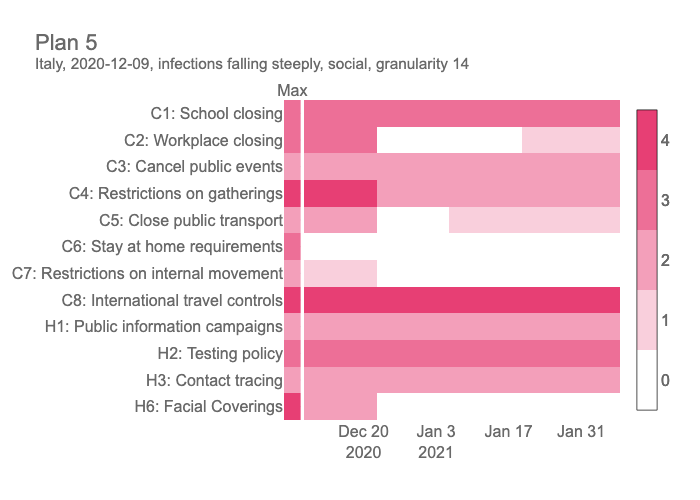 Plan 5
Italy, 2020-12-09, infections falling steeply, social, granularity 14
Max
C1: School closing
C2: Workplace closing
C3: Cancel public events
C4: Restrictions on gatherings
C5: Close public transport
C6: Stay at home requirements
C7: Restrictions on internal movement
C8: International travel controls
H1: Public information campaigns
H2: Testing policy
H3: Contact tracing
H6: Facial Coverings
Dec 20 Jan 3 Jan 17 Jan 31
2020 2021
4
3
2
1
0